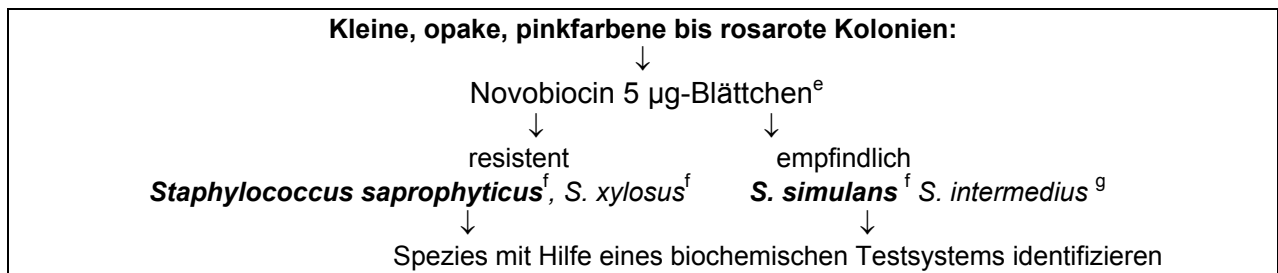 Kleine, opake, pinkfarbene bis rosarote Kolonien:
↓
Novobiocin 5 µg-Blättchen^e
↓ ↓
resistent empfindlich
Staphylococcus saprophyticus^f, S. xylosus^f S. simulans ^f S. intermedius ^g
↓ ↓
Spezies mit Hilfe eines biochemischen Testsystems identifizieren